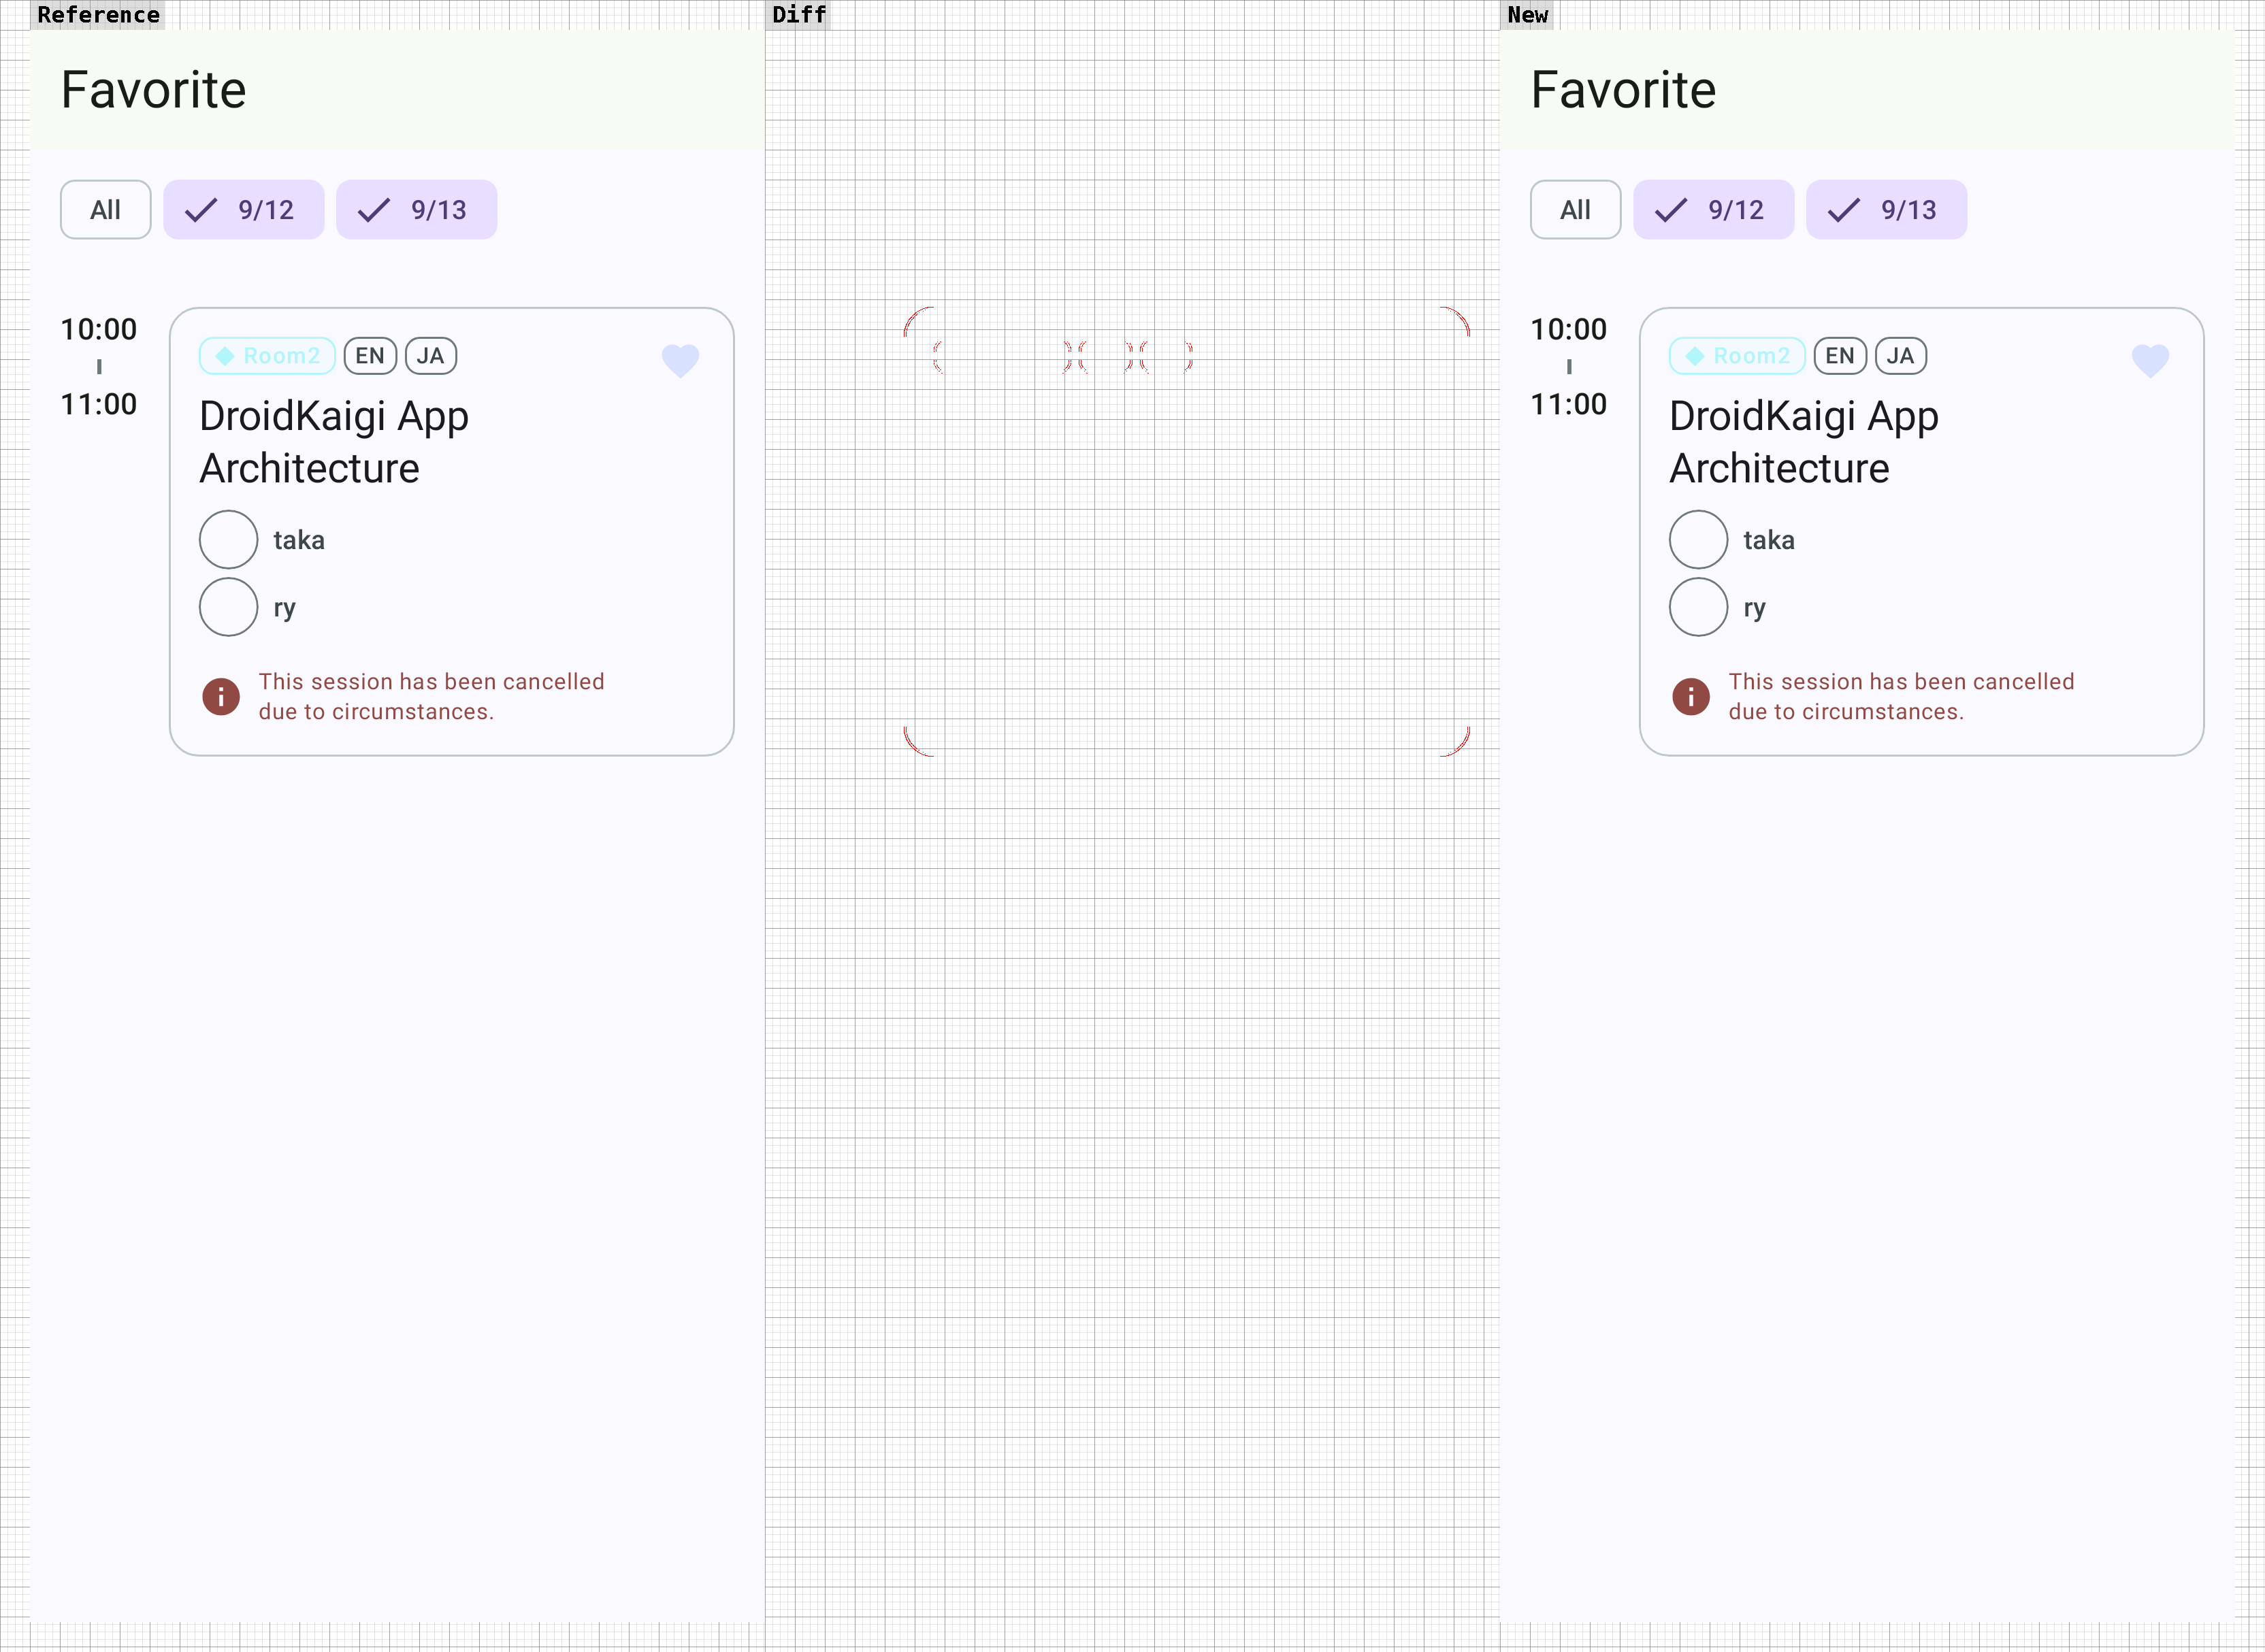 Reference
Favorite
All
9/12
9/13
10:00
11:00
Room2
EN
JA
DroidKaigi App
Architecture
taka
ry
This session has been cancelled
due to circumstances.
Diff
New
Favorite
All
9/12
9/13
10:00
11:00
Room2
EN
JA
DroidKaigi App
Architecture
taka
ry
This session has been cancelled
due to circumstances.